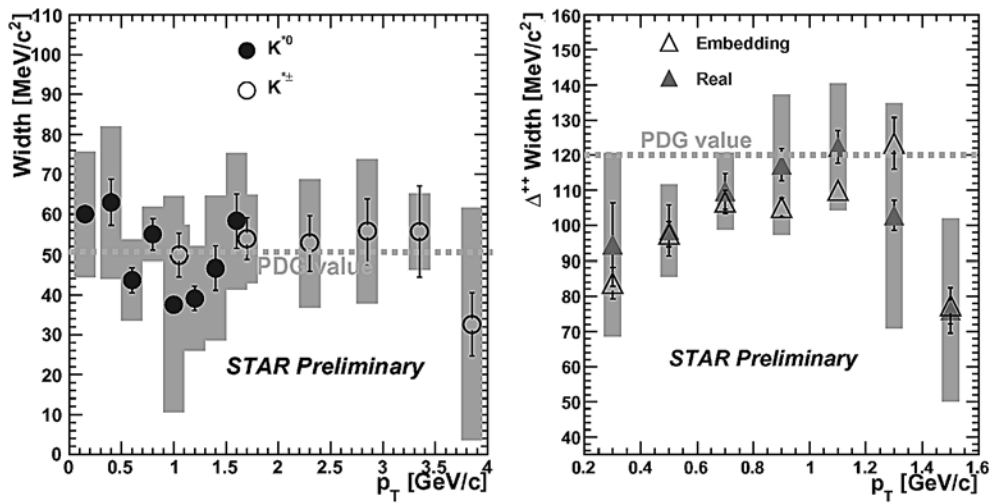 110
100
90
80
70
60
50
40
30
20
10
0
Width [MeV/c²]
K*0
K*±
PDG value
STAR Preliminary
0 0.5 1 1.5 2 2.5 3 3.5 4
p_T [GeV/c]
160
150
140
130
120
110
100
90
80
70
60
50
40
Δ++ Width [MeV/c²]
Embedding
Real
PDG value
STAR Preliminary
0.2 0.4 0.6 0.8 1 1.2 1.4 1.6
p_T [GeV/c]